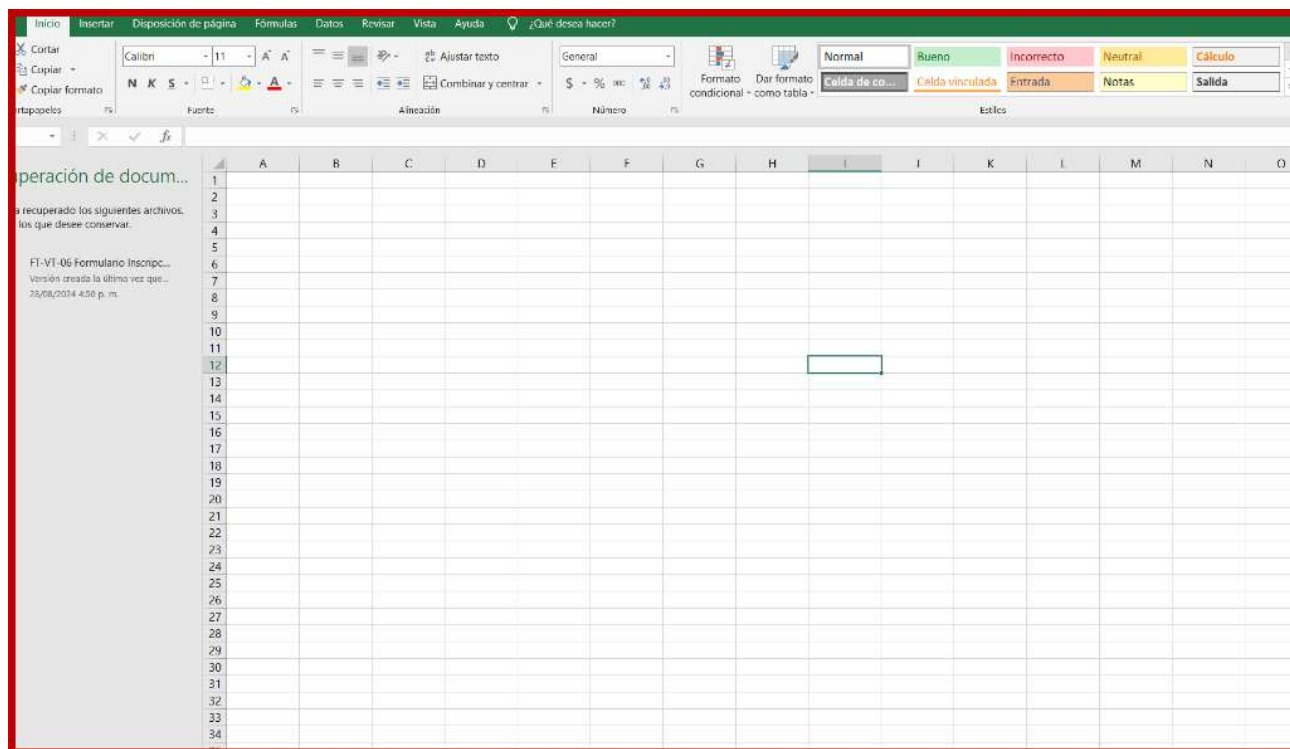 Inicio Insertar Disposición de página Fórmulas Datos Revisar Vista Ayuda ¿Qué desea hacer?
Cortar
Copiar
Copiar formato
rtapapeles
Calibri 11 A A
N K S A
Fuente
Ajustar texto
Combinar y centrar
Alineación
General
$ % 000
Número
Formato condicional
Dar formato como tabla
Normal Bueno Incorrecto Neutral Cálculo
Celda de co... Celda vinculada Entrada Notas Salida
Estilos
fx
peración de docum...
a recuperado los siguientes archivos.
los que desee conservar.
FT-VT-06 Formulario Inscripc...
Versión creada la última vez que...
28/08/2024 4:50 p. m.
A B C D E F G H I J K L M N O
1
2
3
4
5
6
7
8
9
10
11
12
13
14
15
16
17
18
19
20
21
22
23
24
25
26
27
28
29
30
31
32
33
34